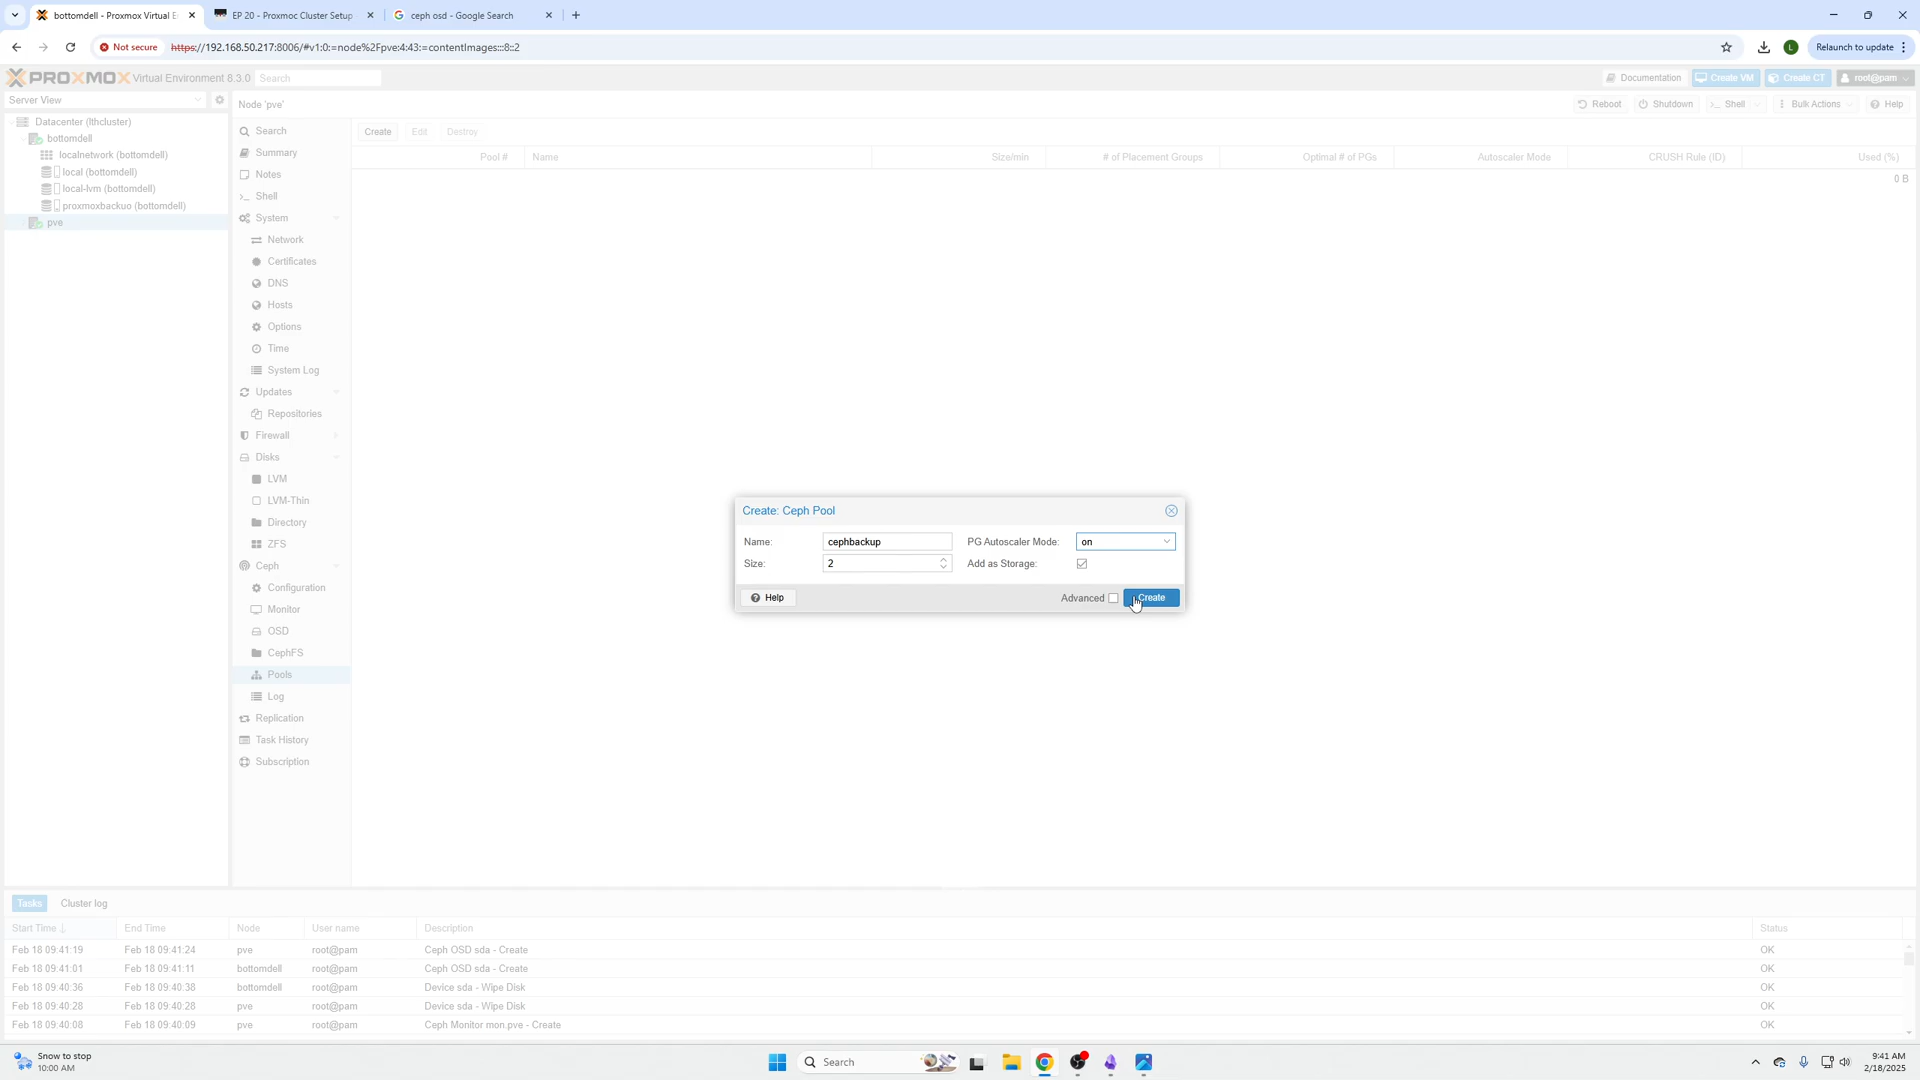 bottomdell - Proxmox Virtual E
EP 20 - Proxmoc Cluster Setup
ceph osd - Google Search
Not secure
https://192.168.50.217:8006/#v1:0:=node%2Fpve:4:43:=contentImages:::8::2
L
Relaunch to update
PROXMOX Virtual Environment 8.3.0
Search
Documentation
Create VM
Create CT
root@pam
Server View
Node 'pve'
Reboot
Shutdown
Shell
Bulk Actions
Help
Datacenter (lthcluster)
bottomdell
localnetwork (bottomdell)
local (bottomdell)
local-lvm (bottomdell)
proxmoxbackuo (bottomdell)
pve
Search
Summary
Notes
Shell
System
Network
Certificates
DNS
Hosts
Options
Time
System Log
Updates
Repositories
Firewall
Disks
LVM
LVM-Thin
Directory
ZFS
Ceph
Configuration
Monitor
OSD
CephFS
Pools
Log
Replication
Task History
Subscription
Create
Edit
Destroy
Pool #
Name
Size/min
# of Placement Groups
Optimal # of PGs
Autoscaler Mode
CRUSH Rule (ID)
Used (%)
0 B
Create: Ceph Pool
Name:
cephbackup
PG Autoscaler Mode:
on
Size:
2
Add as Storage:
Help
Advanced
Create
Tasks
Cluster log
Start Time
End Time
Node
User name
Description
Status
Feb 18 09:41:19 Feb 18 09:41:24 pve root@pam Ceph OSD sda - Create OK
Feb 18 09:41:01 Feb 18 09:41:11 bottomdell root@pam Ceph OSD sda - Create OK
Feb 18 09:40:36 Feb 18 09:40:38 bottomdell root@pam Device sda - Wipe Disk OK
Feb 18 09:40:28 Feb 18 09:40:28 pve root@pam Device sda - Wipe Disk OK
Feb 18 09:40:08 Feb 18 09:40:09 pve root@pam Ceph Monitor mon.pve - Create OK
Snow to stop
10:00 AM
Search
9:41 AM
2/18/2025